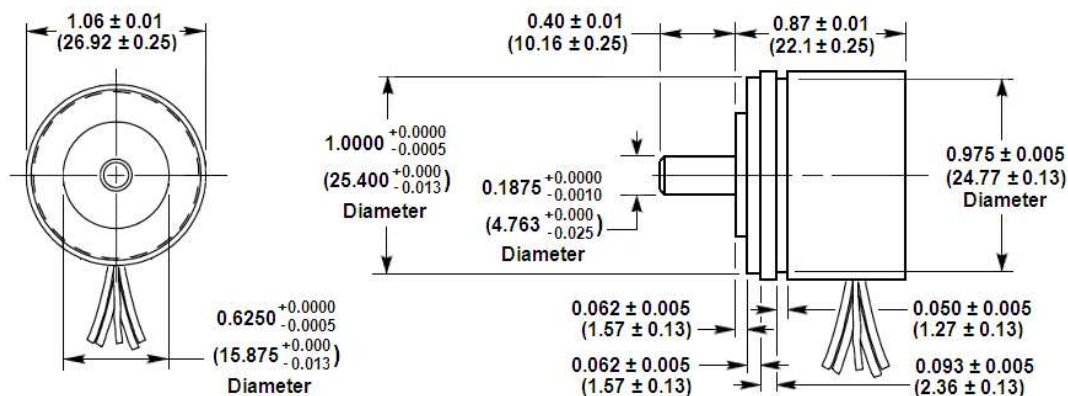 1.06 ± 0.01
(26.92 ± 0.25)
0.40 ± 0.01
(10.16 ± 0.25)
0.87 ± 0.01
(22.1 ± 0.25)
1.0000 +0.0000
-0.0005
(25.400 +0.000
-0.013)
Diameter
0.1875 +0.0000
-0.0010
(4.763 +0.000
-0.025)
Diameter
0.975 ± 0.005
(24.77 ± 0.13)
Diameter
0.6250 +0.0000
-0.0005
(15.875 +0.000
-0.013)
Diameter
0.062 ± 0.005
(1.57 ± 0.13)
0.050 ± 0.005
(1.27 ± 0.13)
0.062 ± 0.005
(1.57 ± 0.13)
0.093 ± 0.005
(2.36 ± 0.13)